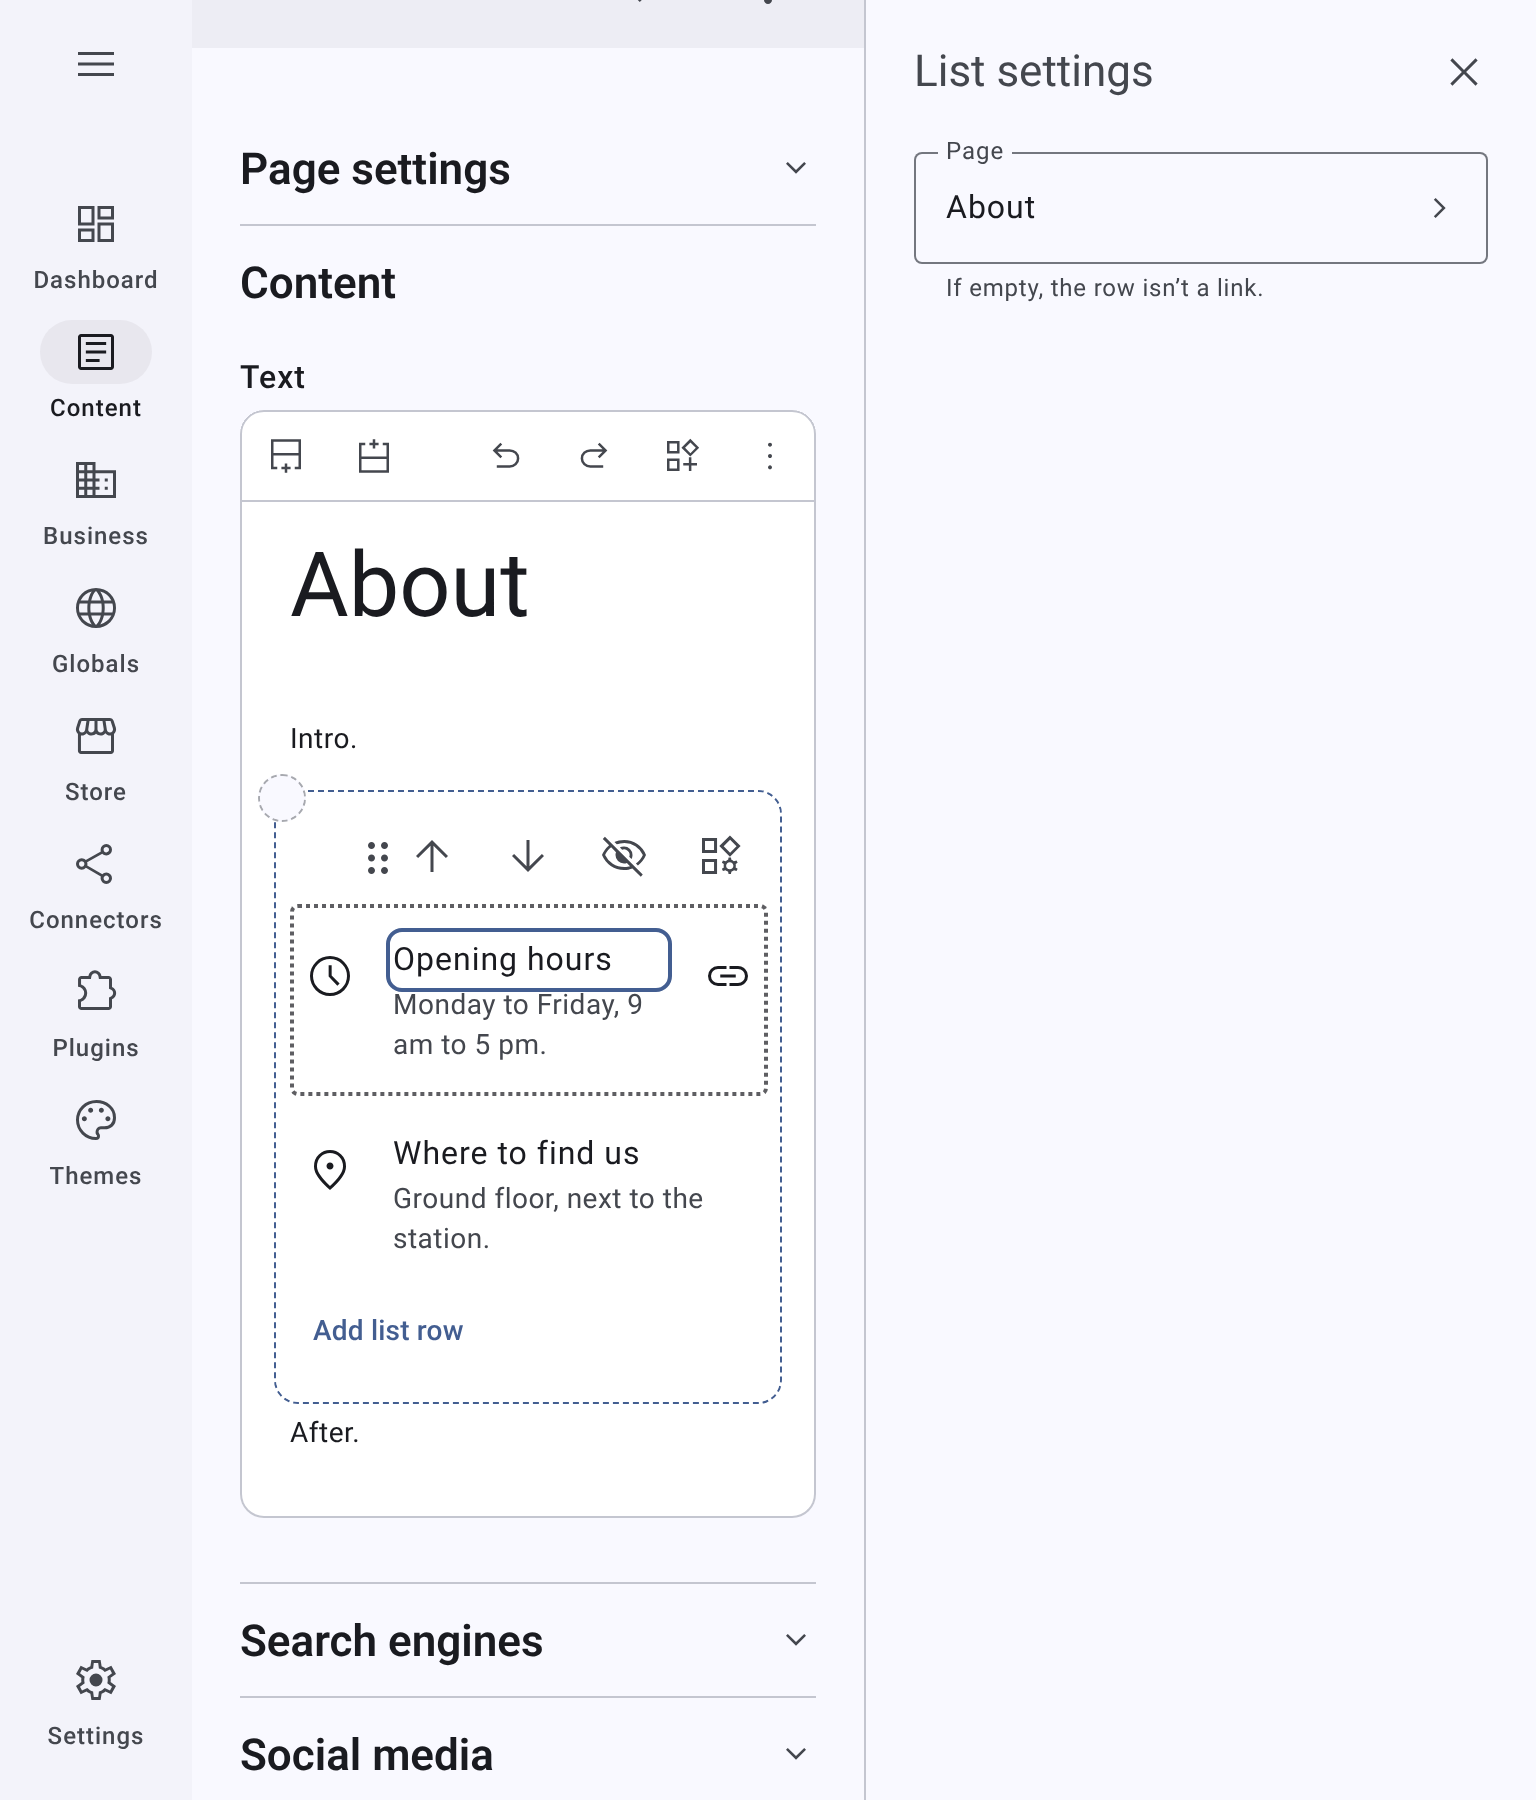 Dashboard
Content
Business
Globals
Store
Connectors
Plugins
Themes
Settings
Page settings
Content
Text
About
Intro.
Opening hours
Monday to Friday, 9
am to 5 pm.
Where to find us
Ground floor, next to the
station.
Add list row
After.
Search engines
Social media
List settings
Page
About
If empty, the row isn’t a link.